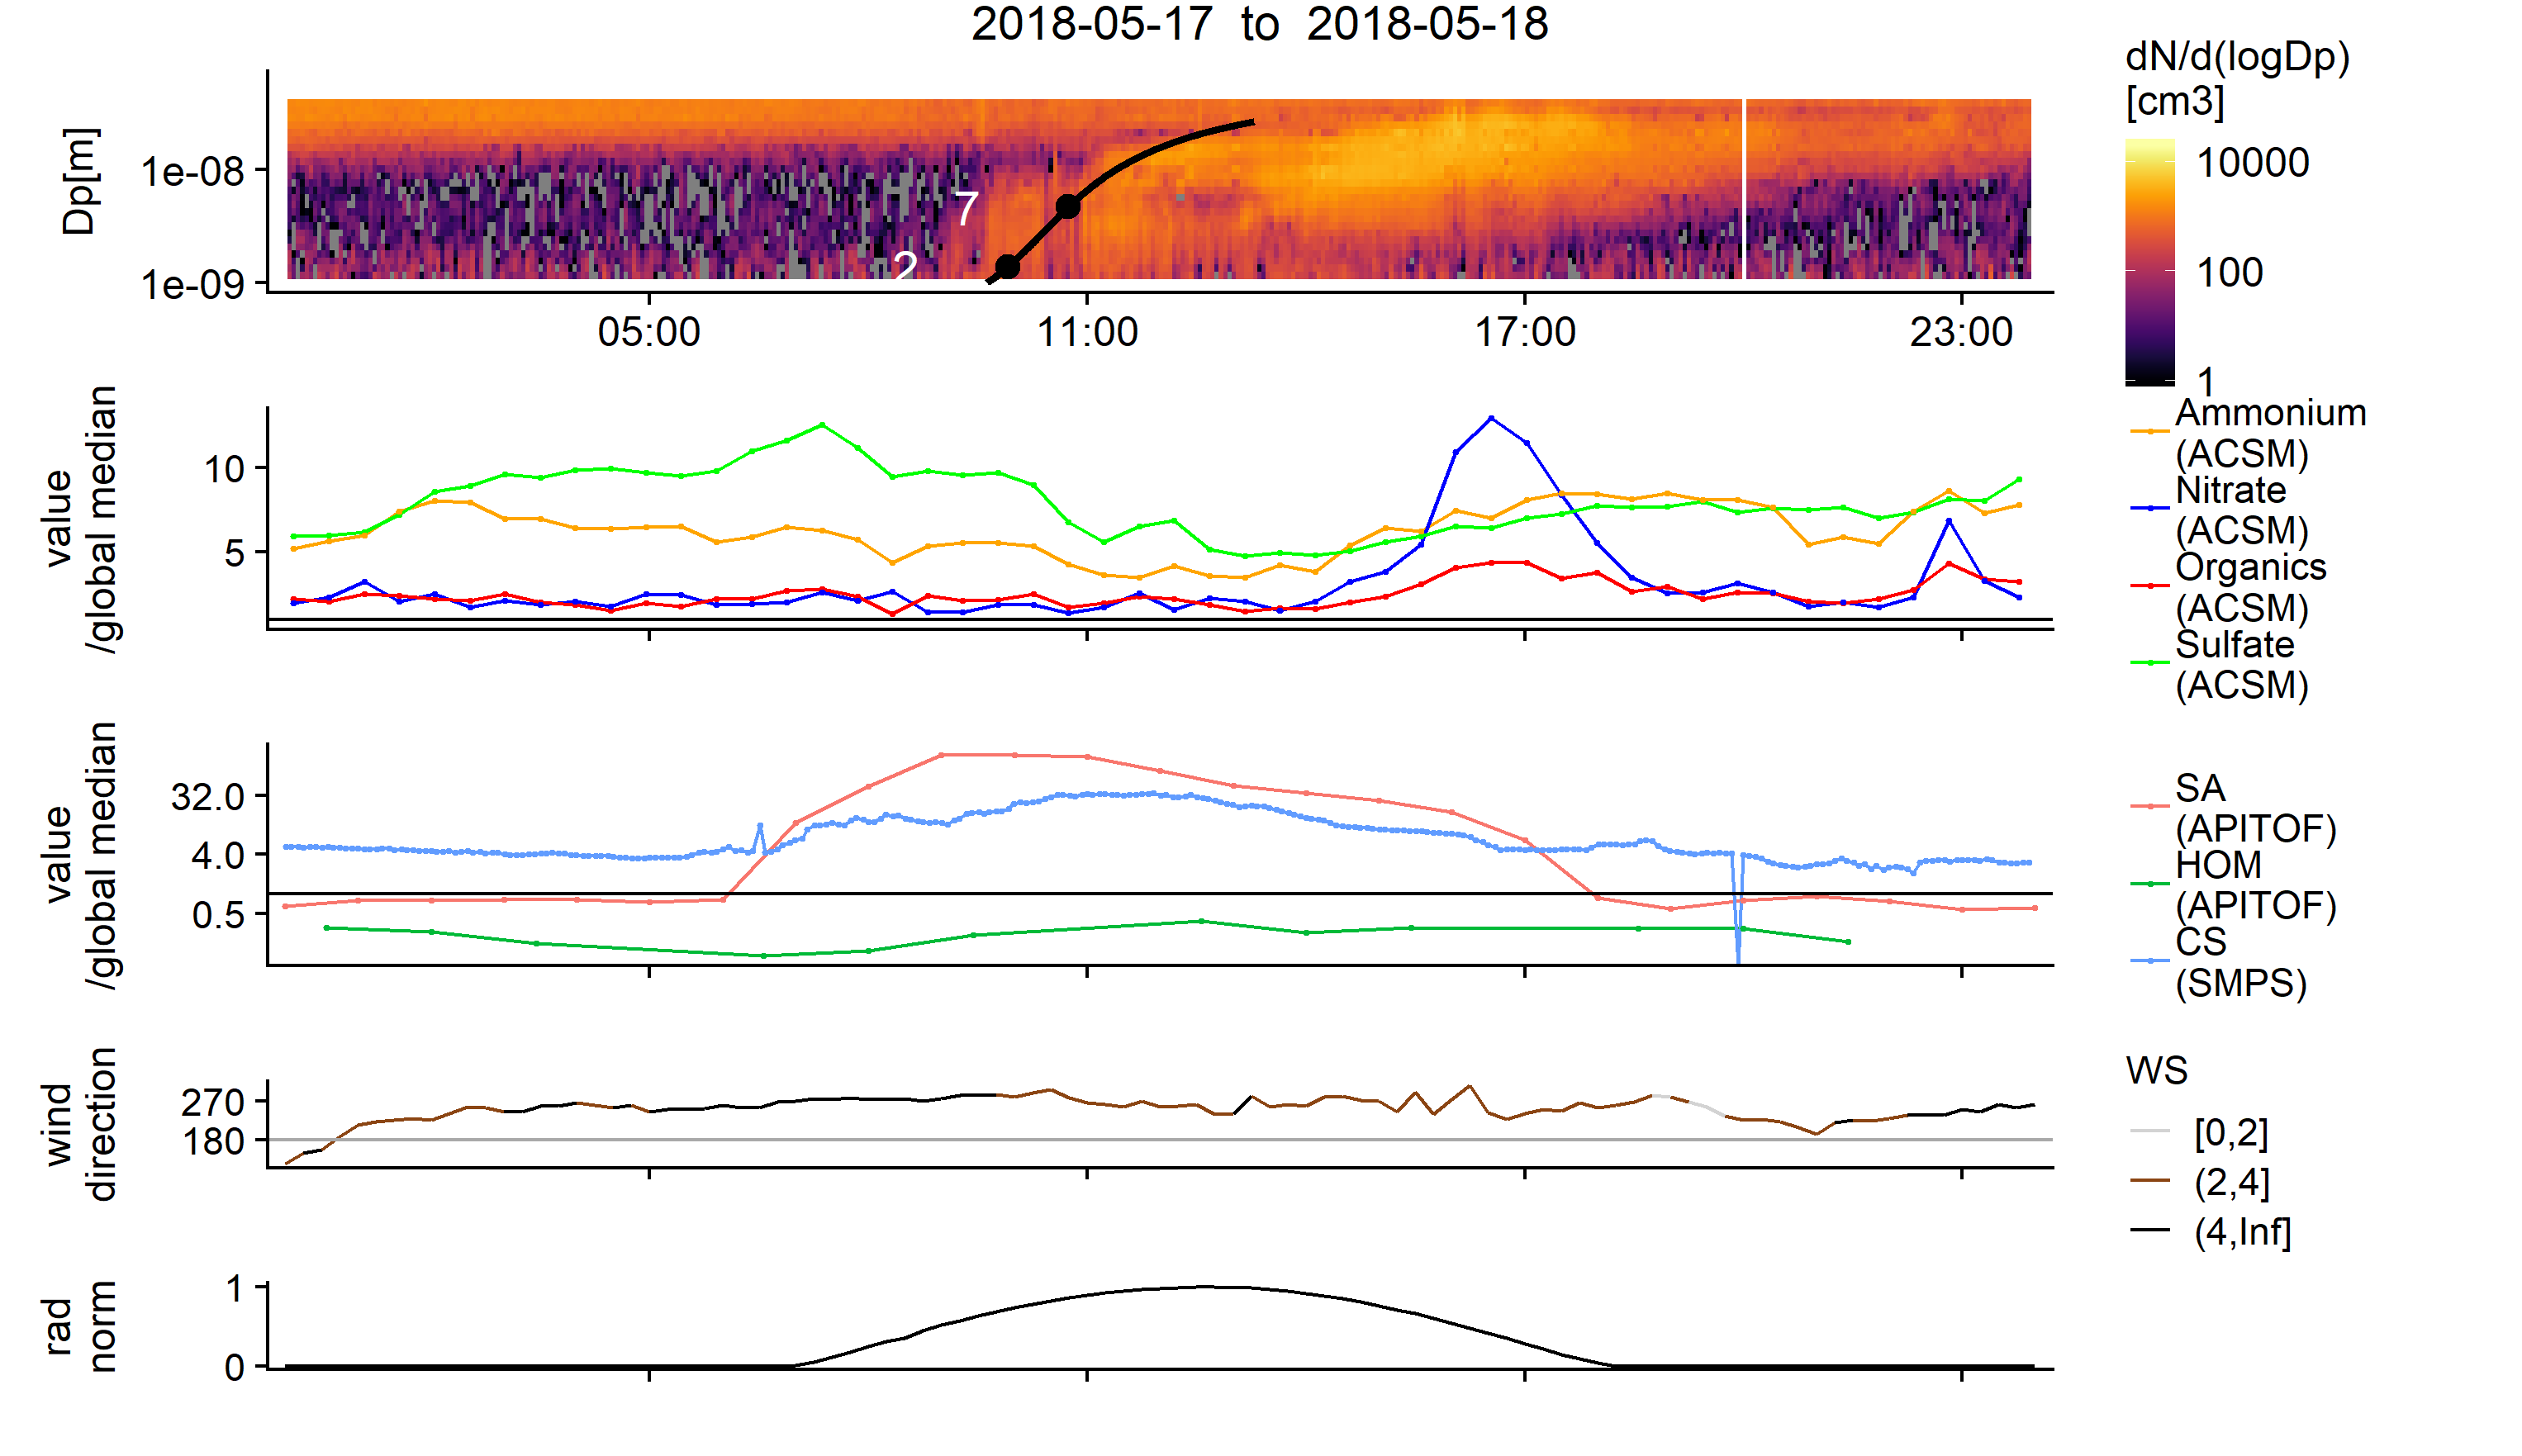 2018-05-17  to  2018-05-18
dN/d(logDp)
[cm3]
10000
100
1
Dp[m]
1e-08
1e-09
7
2
05:00
11:00
17:00
23:00
value
/global median
10
5
Ammonium
(ACSM)
Nitrate
(ACSM)
Organics
(ACSM)
Sulfate
(ACSM)
value
/global median
32.0
4.0
0.5
SA
(APITOF)
HOM
(APITOF)
CS
(SMPS)
wind
direction
270
180
WS
[0,2]
(2,4]
(4,Inf]
rad
norm
1
0